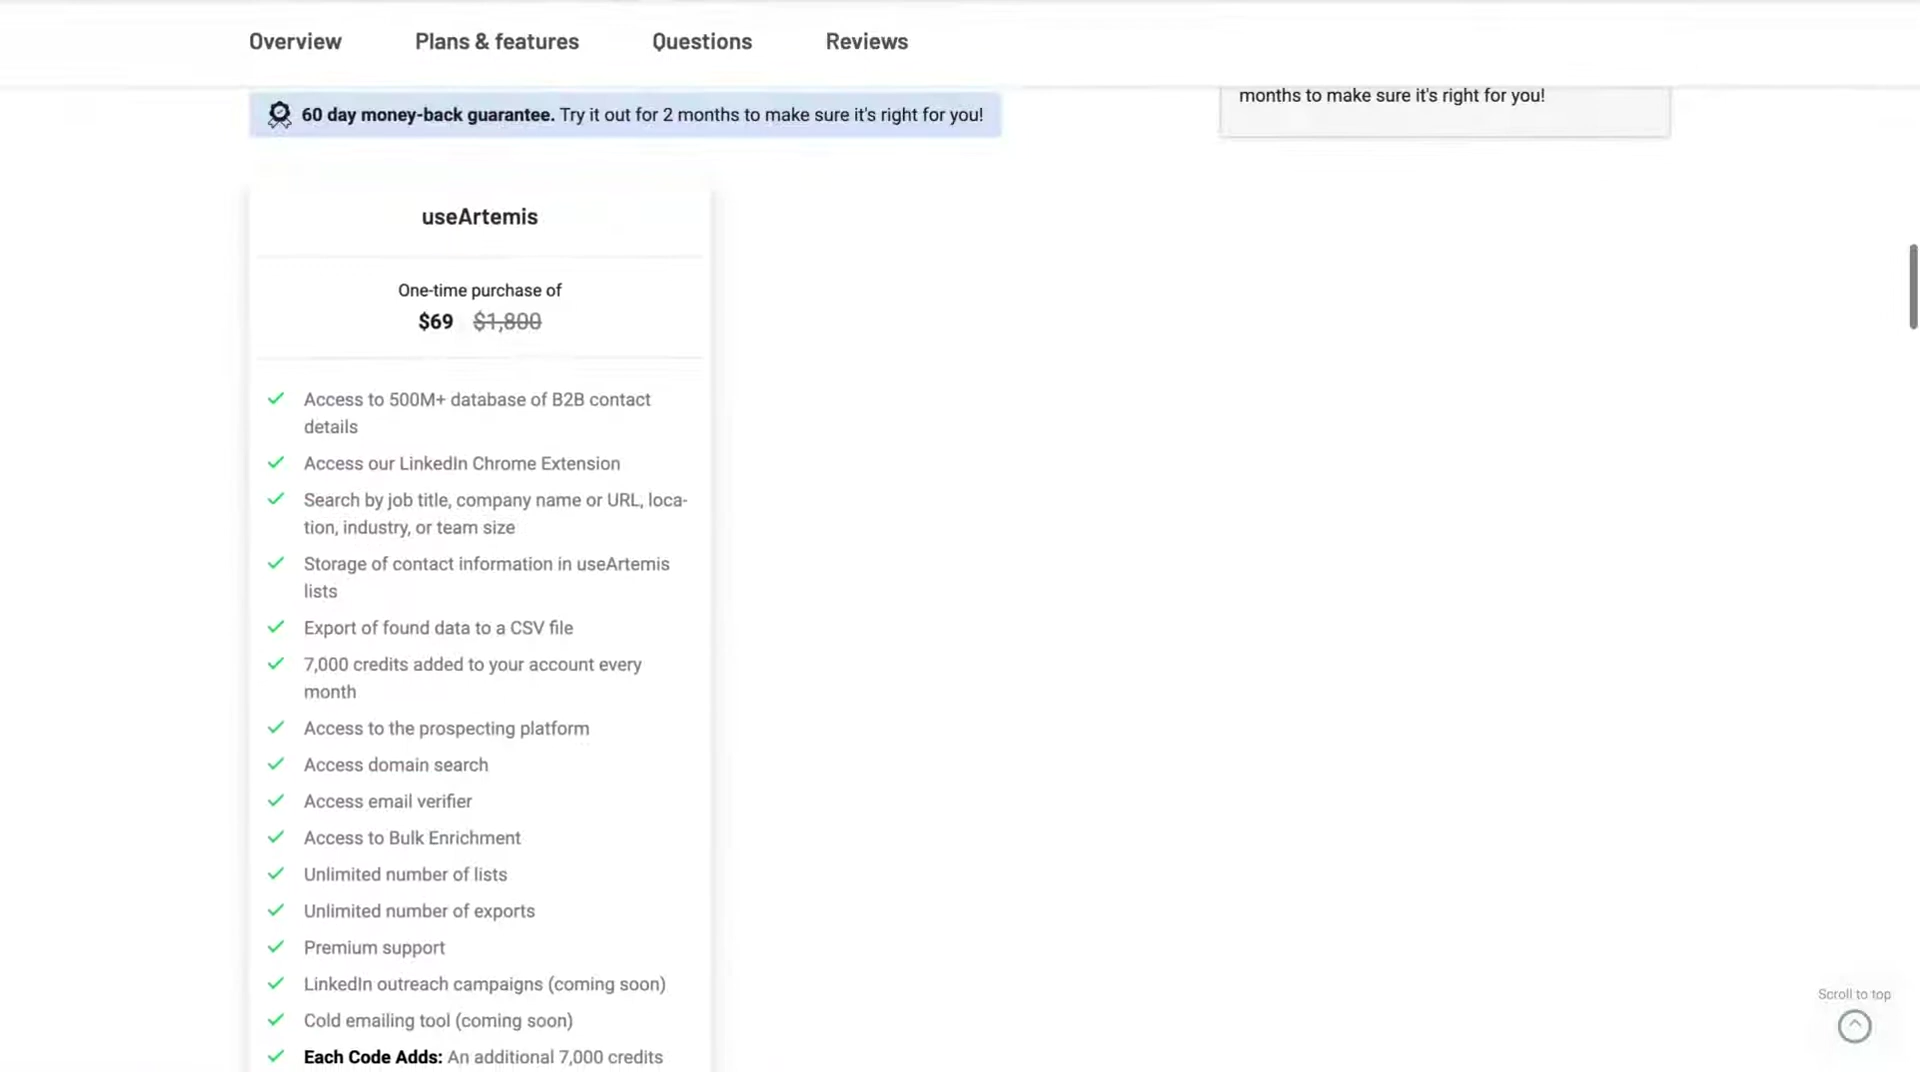 Overview
Plans & features
Questions
Reviews
60 day money-back guarantee. Try it out for 2 months to make sure it's right for you!
months to make sure it's right for you!
useArtemis
One-time purchase of
$69 $1,800
Access to 500M+ database of B2B contact
details
Access our LinkedIn Chrome Extension
Search by job title, company name or URL, loca-
tion, industry, or team size
Storage of contact information in useArtemis
lists
Export of found data to a CSV file
7,000 credits added to your account every
month
Access to the prospecting platform
Access domain search
Access email verifier
Access to Bulk Enrichment
Unlimited number of lists
Unlimited number of exports
Premium support
LinkedIn outreach campaigns (coming soon)
Cold emailing tool (coming soon)
Each Code Adds: An additional 7,000 credits
Scroll to top